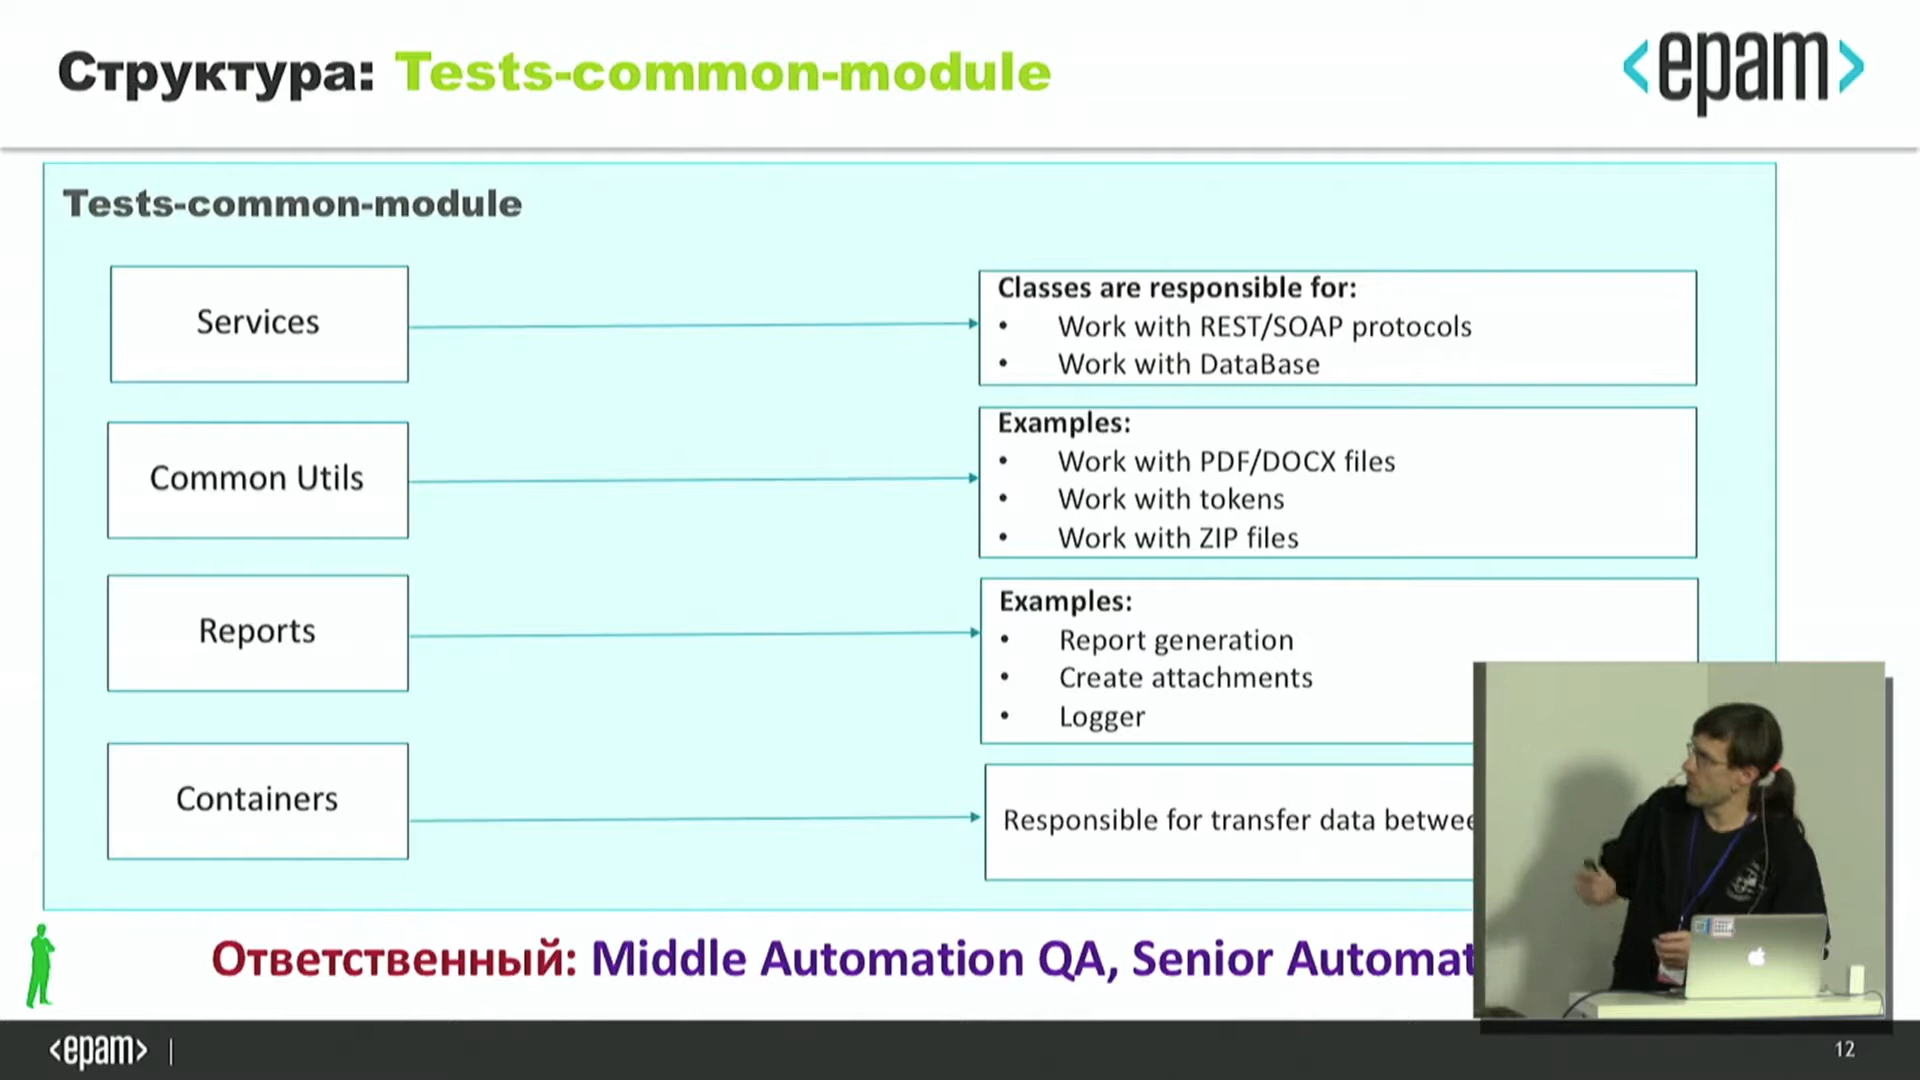 Структура: Tests-common-module
<epam>
Tests-common-module
Services
Classes are responsible for:
• Work with REST/SOAP protocols
• Work with DataBase
Common Utils
Examples:
• Work with PDF/DOCX files
• Work with tokens
• Work with ZIP files
Reports
Examples:
• Report generation
• Create attachments
• Logger
Containers
Responsible for transfer data
Ответственный: Middle Automation QA, Senior
<epam> |
12